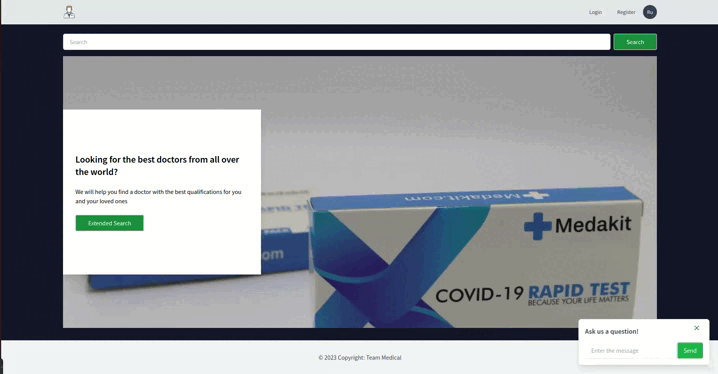 Login Register Ru
Search Search
Looking for the best doctors from all over
the world?
We will help you find a doctor with the best qualifications for you
and your loved ones
Extended Search
Medakit.com
Medakit
COVID-19 RAPID TEST
BECAUSE YOUR LIFE MATTERS
Ask us a question!
Enter the message Send
© 2023 Copyright: Team Medical